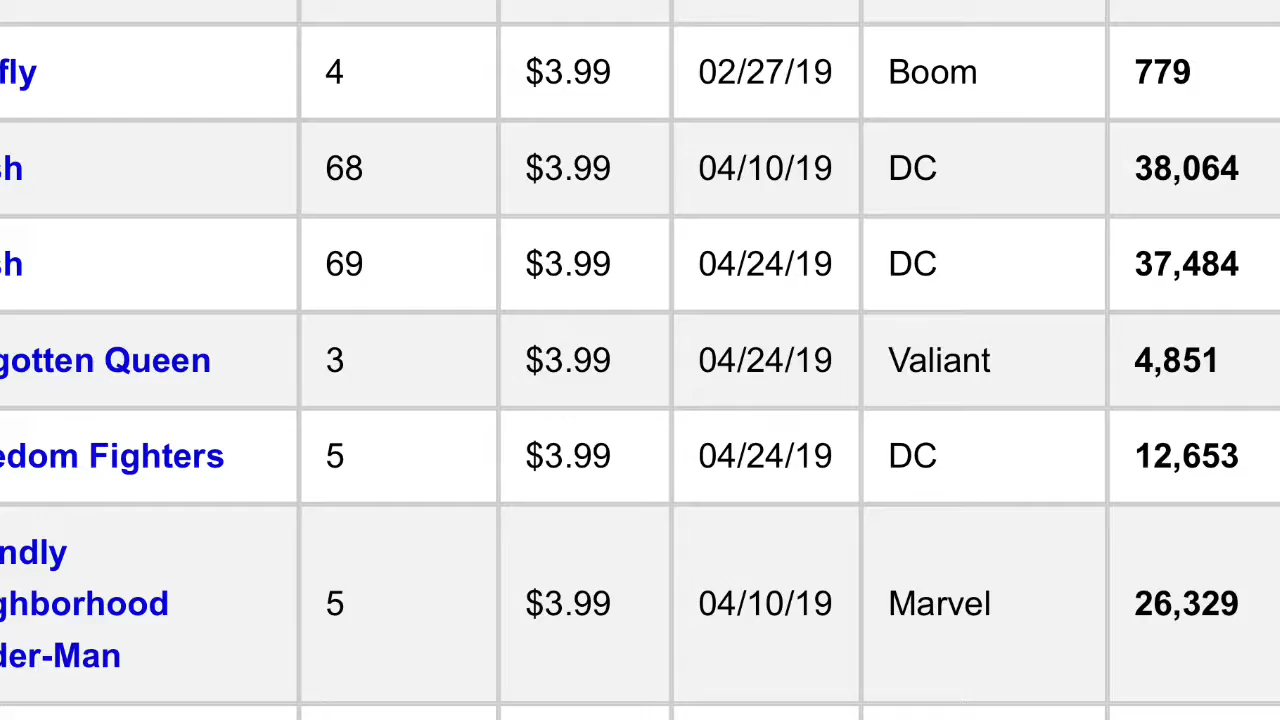 fly 4 $3.99 02/27/19 Boom 779
sh 68 $3.99 04/10/19 DC 38,064
sh 69 $3.99 04/24/19 DC 37,484
gotten Queen 3 $3.99 04/24/19 Valiant 4,851
edom Fighters 5 $3.99 04/24/19 DC 12,653
ndly
ghborhood 5 $3.99 04/10/19 Marvel 26,329
der-Man